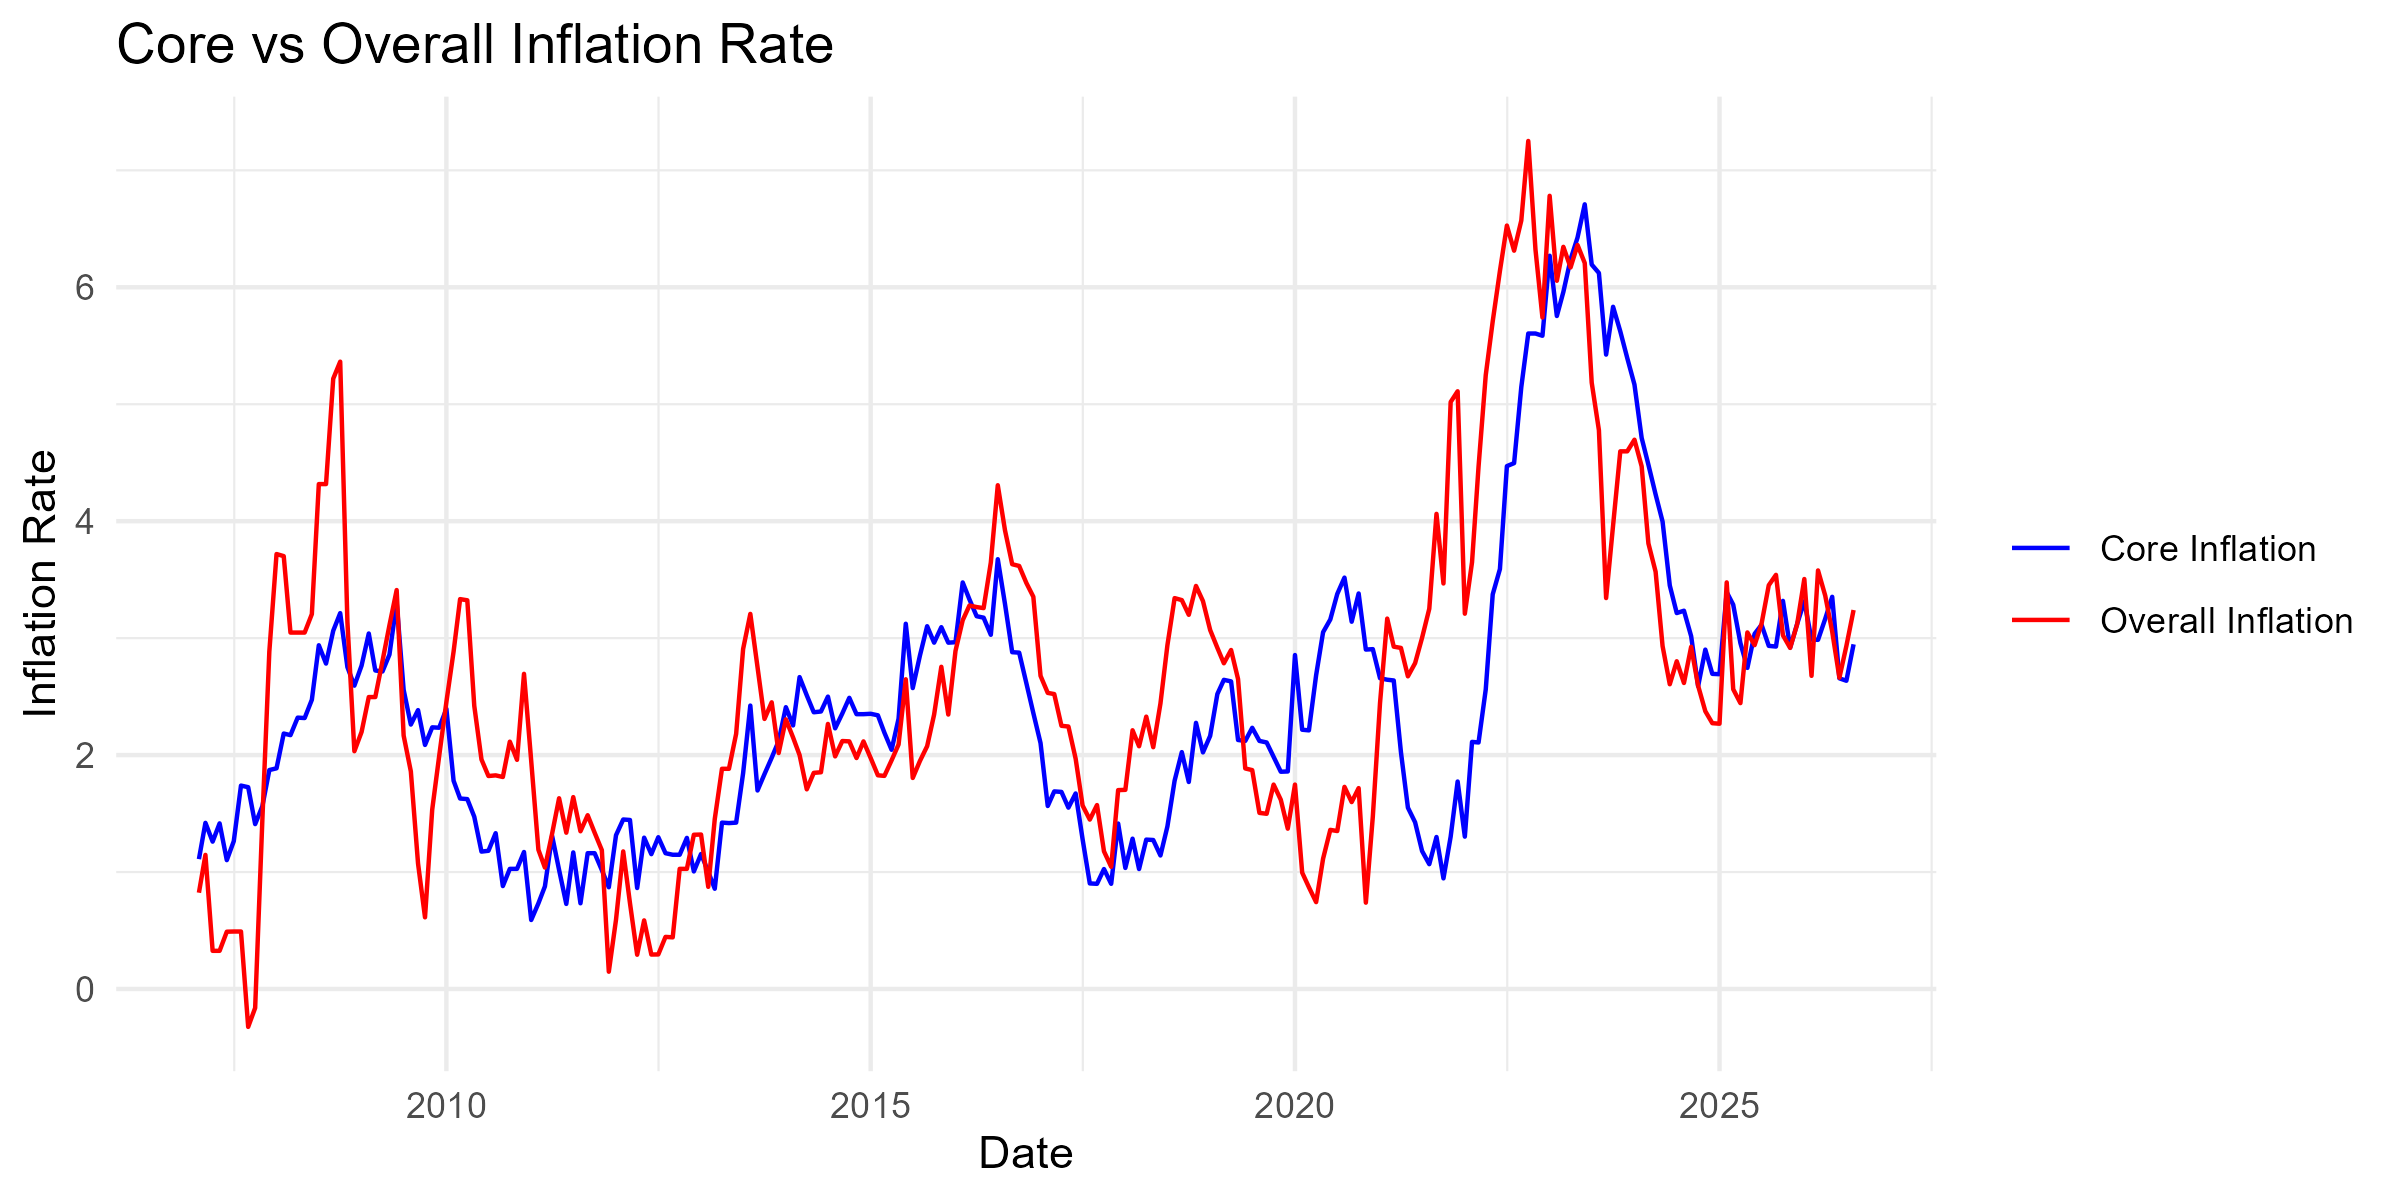 Core vs Overall Inflation Rate
Inflation Rate
6
4
2
0
2010 2015 2020 2025
Date
Core Inflation
Overall Inflation